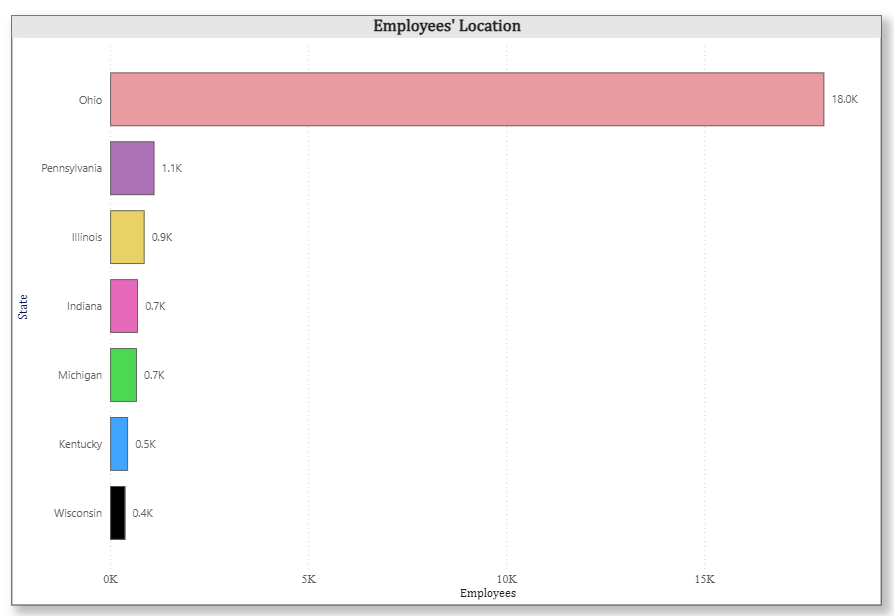 Employees' Location
Ohio 18.0K
Pennsylvania 1.1K
Illinois 0.9K
State
Indiana 0.7K
Michigan 0.7K
Kentucky 0.5K
Wisconsin 0.4K
0K 5K 10K 15K
Employees